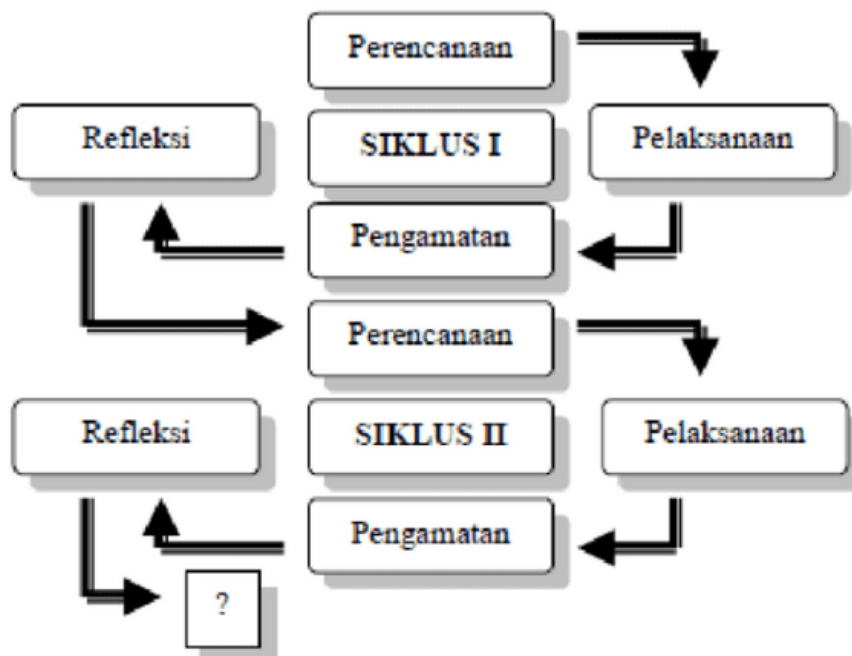 Perencanaan
Refleksi
SIKLUS I
Pelaksanaan
Pengamatan
Perencanaan
Refleksi
SIKLUS II
Pelaksanaan
Pengamatan
?